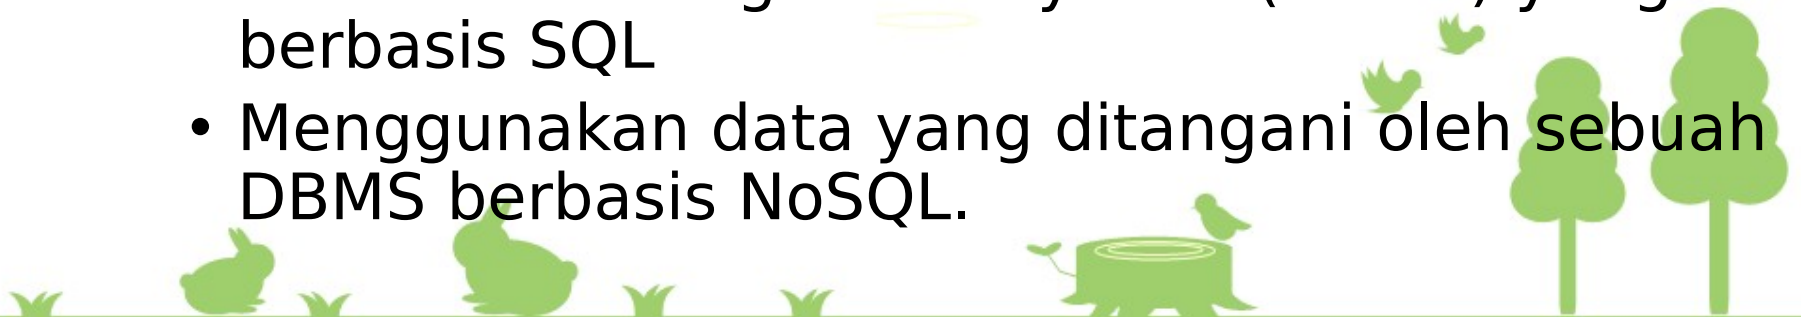 berbasis SQL
• Menggunakan data yang ditangani oleh sebuah
DBMS berbasis NoSQL.